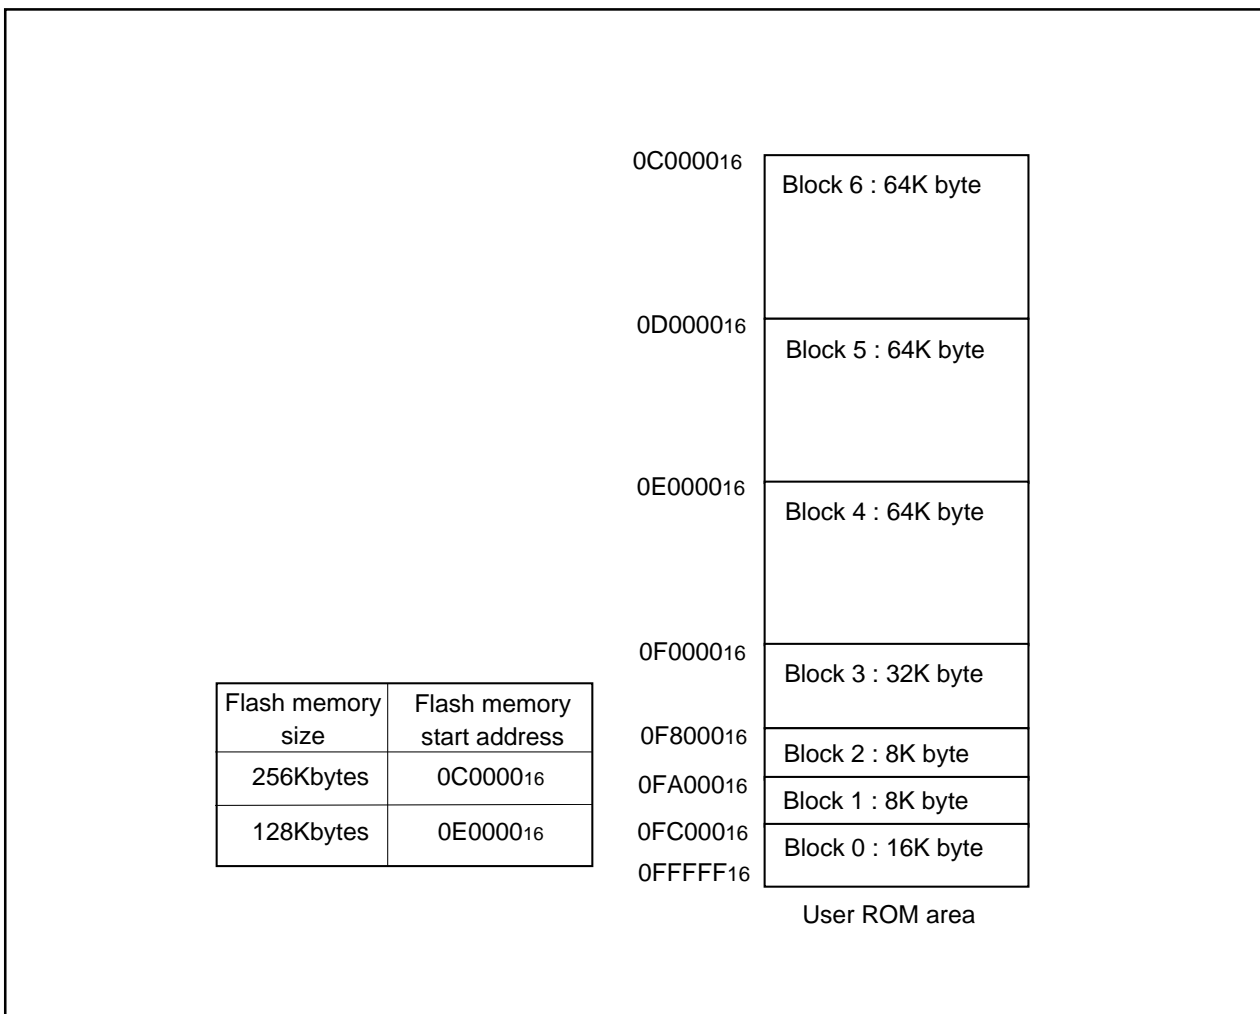 0C000016
Block 6 : 64K byte
0D000016
Block 5 : 64K byte
0E000016
Block 4 : 64K byte
0F000016
Block 3 : 32K byte
0F800016
Block 2 : 8K byte
0FA00016
Block 1 : 8K byte
0FC00016
Block 0 : 16K byte
0FFFFF16
User ROM area
Flash memory size
Flash memory start address
256Kbytes
0C000016
128Kbytes
0E000016